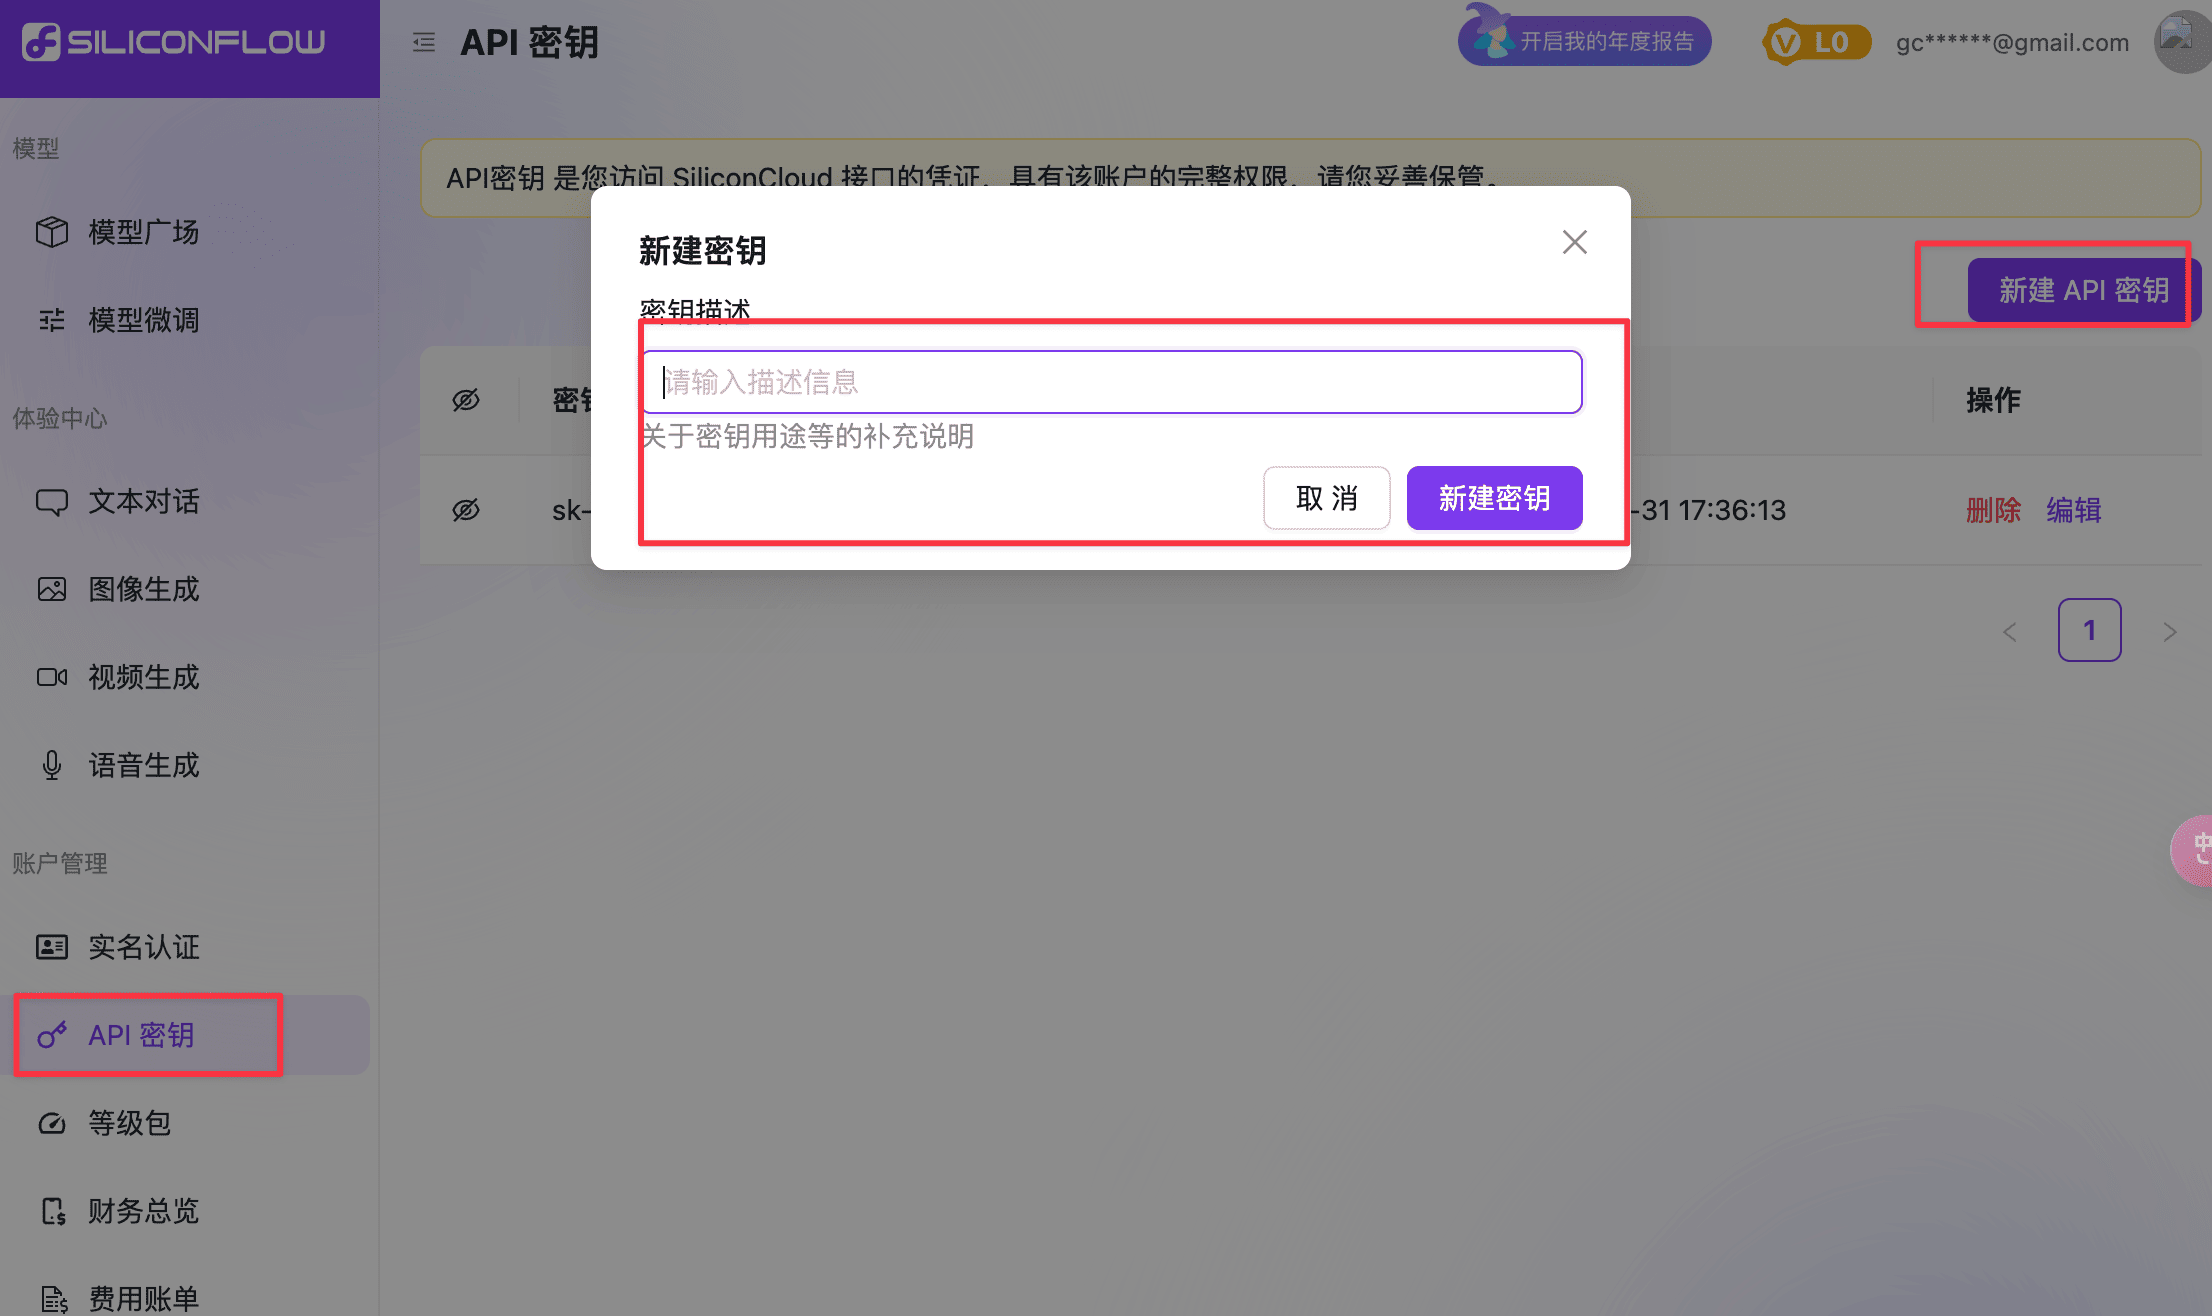 SILICONFLOW
API 密钥
开启我的年度报告
L0
gc******@gmail.com
模型
模型广场
模型微调
体验中心
文本对话
图像生成
视频生成
语音生成
账户管理
实名认证
API 密钥
等级包
财务总览
费用账单
API密钥 是您访问 SiliconCloud 接口的凭证，具有该账户的完整权限，请您妥善保管。
新建 API 密钥
新建密钥
密钥描述
请输入描述信息
关于密钥用途等的补充说明
取 消
新建密钥
密钥
操作
sk-
-31 17:36:13
删除 编辑
1
中